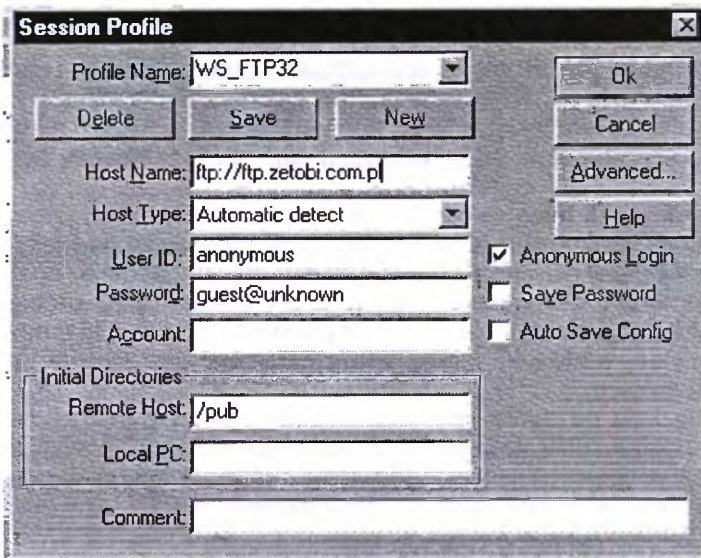 Session Profile
Profile Name: WS_FTP32
Ok
Delete Save New
Cancel
Host Name: ftp://ftp.zetobi.com.pl
Advanced...
Host Type: Automatic detect
Help
User ID: anonymous
Anonymous Login
Password: guest@unknown
Save Password
Account:
Auto Save Config
Initial Directories
Remote Host: /pub
Local PC:
Comment: